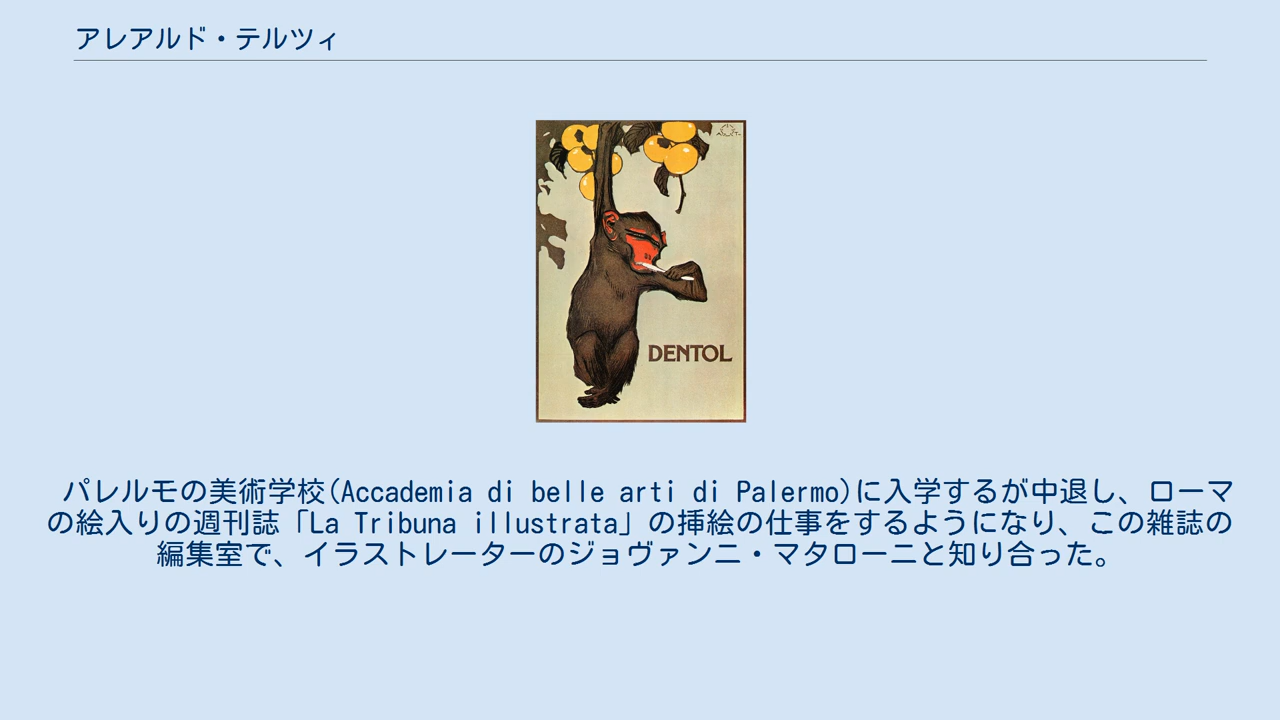 アレアルド・テルツィ
DENTOL
パレルモの美術学校(Accademia di belle arti di Palermo)に入学するが中退し、ローマ
の絵入りの週刊誌「La Tribuna illustrata」の挿絵の仕事をするようになり、この雑誌の
編集室で、イラストレーターのジョヴァンニ・マタローニと知り合った。